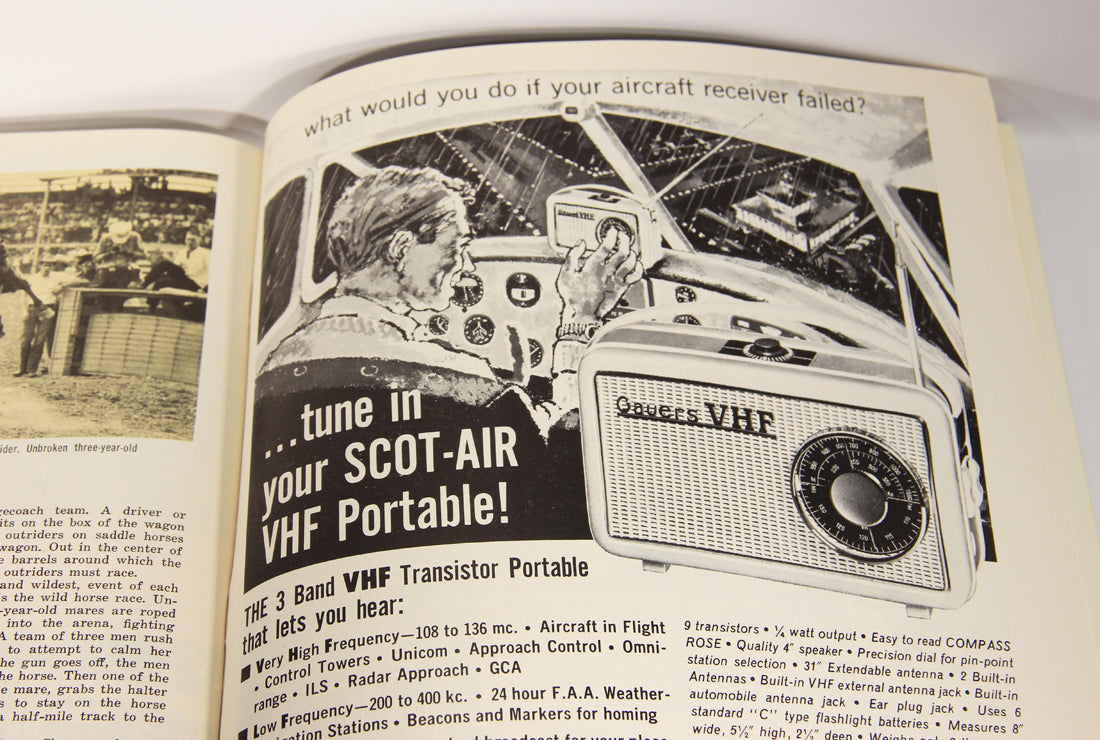 ider. Unbroken three-year-old
gecoach team. A driver or
its on the box of the wagon
outriders on saddle horses
wagon. Out in the center of
e barrels around which the
outriders must race.
and wildest, event of each
s the wild horse race. Un-
-year-old mares are roped
into the arena, fighting
A team of three men rush
to attempt to calm her
he gun goes off, the men
he horse. Then one of the
e mare, grabs the halter
s to stay on the horse
a half-mile track to the
what would you do if your aircraft receiver failed?
VHF
Gauers VHF
...tune in
your SCOT-AIR
VHF Portable!
THE 3 Band VHF Transistor Portable
that lets you hear:
■ Very High Frequency—108 to 136 mc. • Aircraft in Flight
• Control Towers • Unicom • Approach Control • Omni-
range • ILS • Radar Approach • GCA
■ Low Frequency—200 to 400 kc. • 24 hour F.A.A. Weather-
Stations • Beacons and Markers for homing
9 transistors • ¼ watt output • Easy to read COMPASS
ROSE • Quality 4" speaker • Precision dial for pin-point
station selection • 31" Extendable antenna • 2 Built-in
Antennas • Built-in VHF external antenna jack • Built-in
automobile antenna jack • Ear plug jack • Uses 6
standard "C" type flashlight batteries • Measures 8"
wide, 5½" high, 2½" deep •